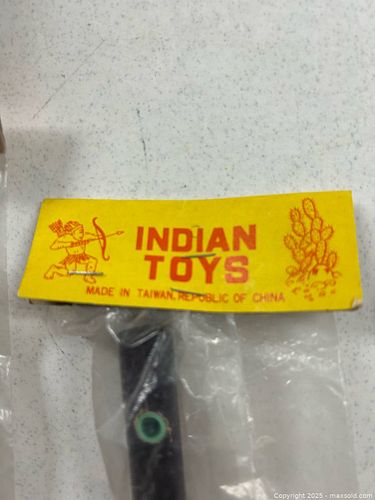 INDIAN
TOYS
MADE IN TAIWAN, REPUBLIC OF CHINA
Copyright © 2025 - maxsold.com